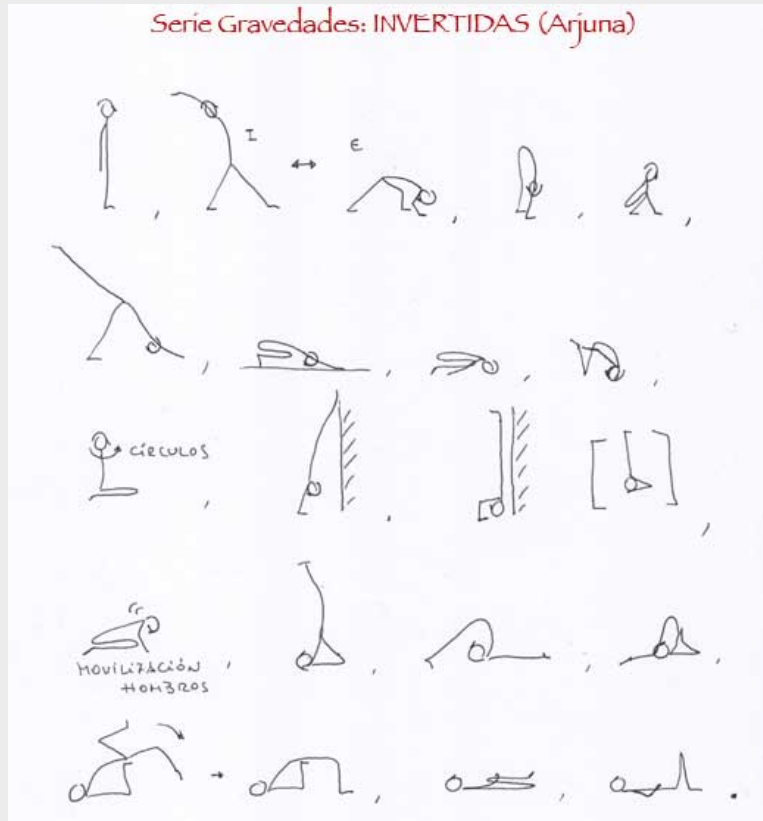 Serie Gravedades: INVERTIDAS (Arjuna)
I
E
CÍRCULOS
MOVILIZACIÓN
HOMBROS